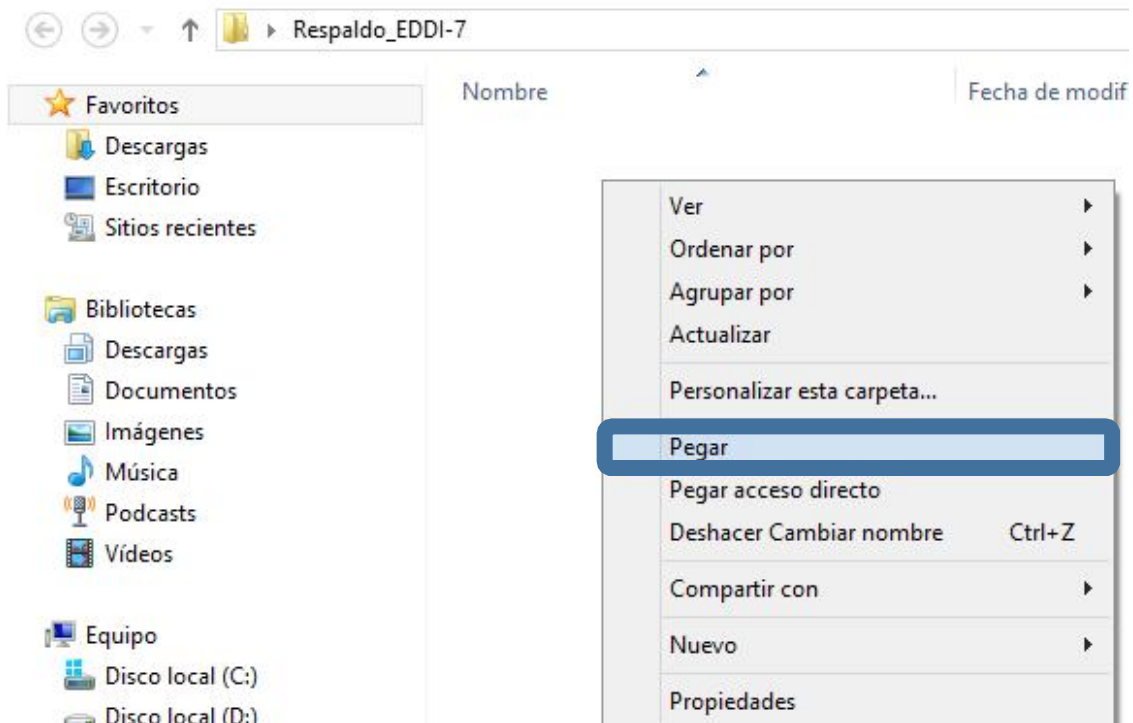 Respaldo_EDDI-7
Nombre
Fecha de modif
Favoritos
Descargas
Escritorio
Sitios recientes
Bibliotecas
Descargas
Documentos
Imágenes
Música
Podcasts
Vídeos
Equipo
Disco local (C:)
Disco local (D:)
Ver
Ordenar por
Agrupar por
Actualizar
Personalizar esta carpeta...
Pegar
Pegar acceso directo
Deshacer Cambiar nombre Ctrl+Z
Compartir con
Nuevo
Propiedades